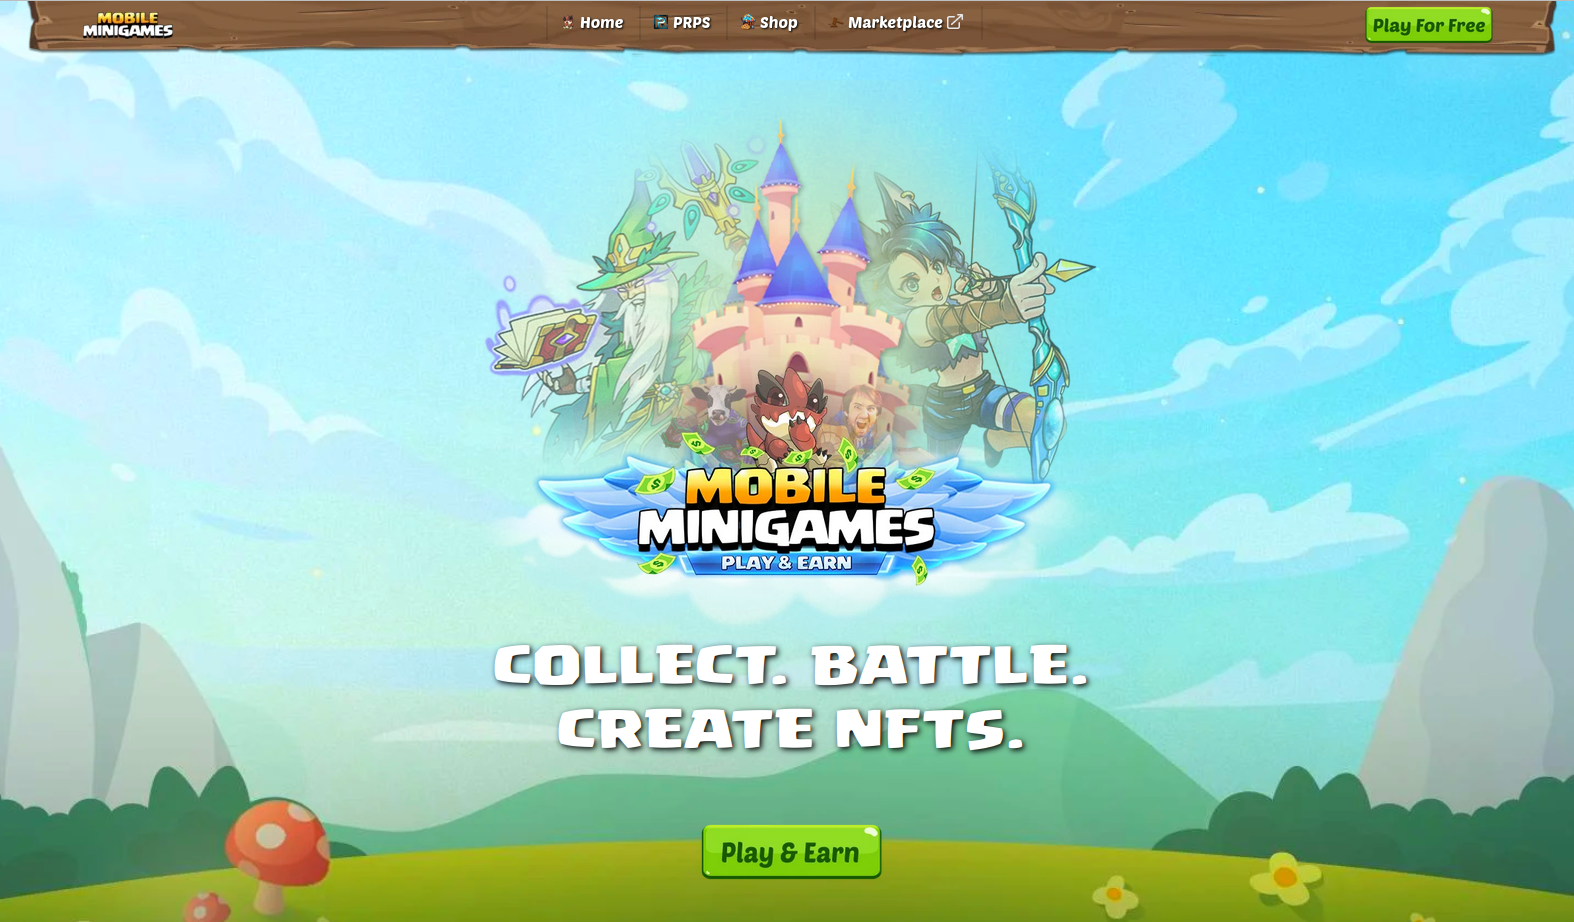 MOBILE
MINIGAMES
Home
PRPS
Shop
Marketplace
Play For Free
MOBILE
MINIGAMES
PLAY & EARN
COLLECT. BATTLE.
CREATE NFTS.
Play & Earn